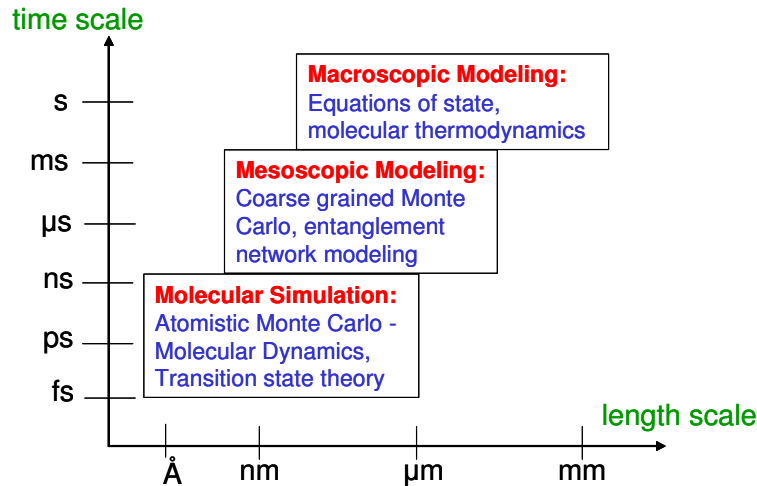 time scale
Macroscopic Modeling:
Equations of state,
molecular thermodynamics
s
ms
Mesoscopic Modeling:
Coarse grained Monte
Carlo, entanglement
network modeling
µs
ns
Molecular Simulation:
Atomistic Monte Carlo -
Molecular Dynamics,
Transition state theory
ps
fs
length scale
Å
nm
µm
mm